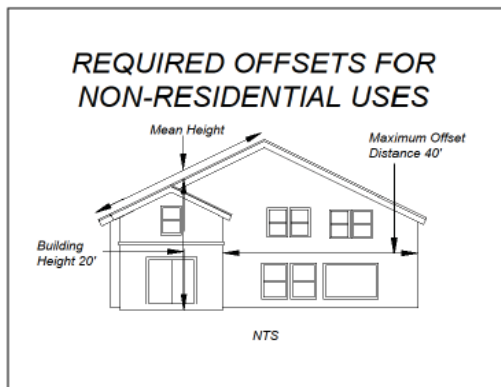 REQUIRED OFFSETS FOR
NON-RESIDENTIAL USES
Mean Height
Maximum Offset
Distance 40'
Building
Height 20'
NTS